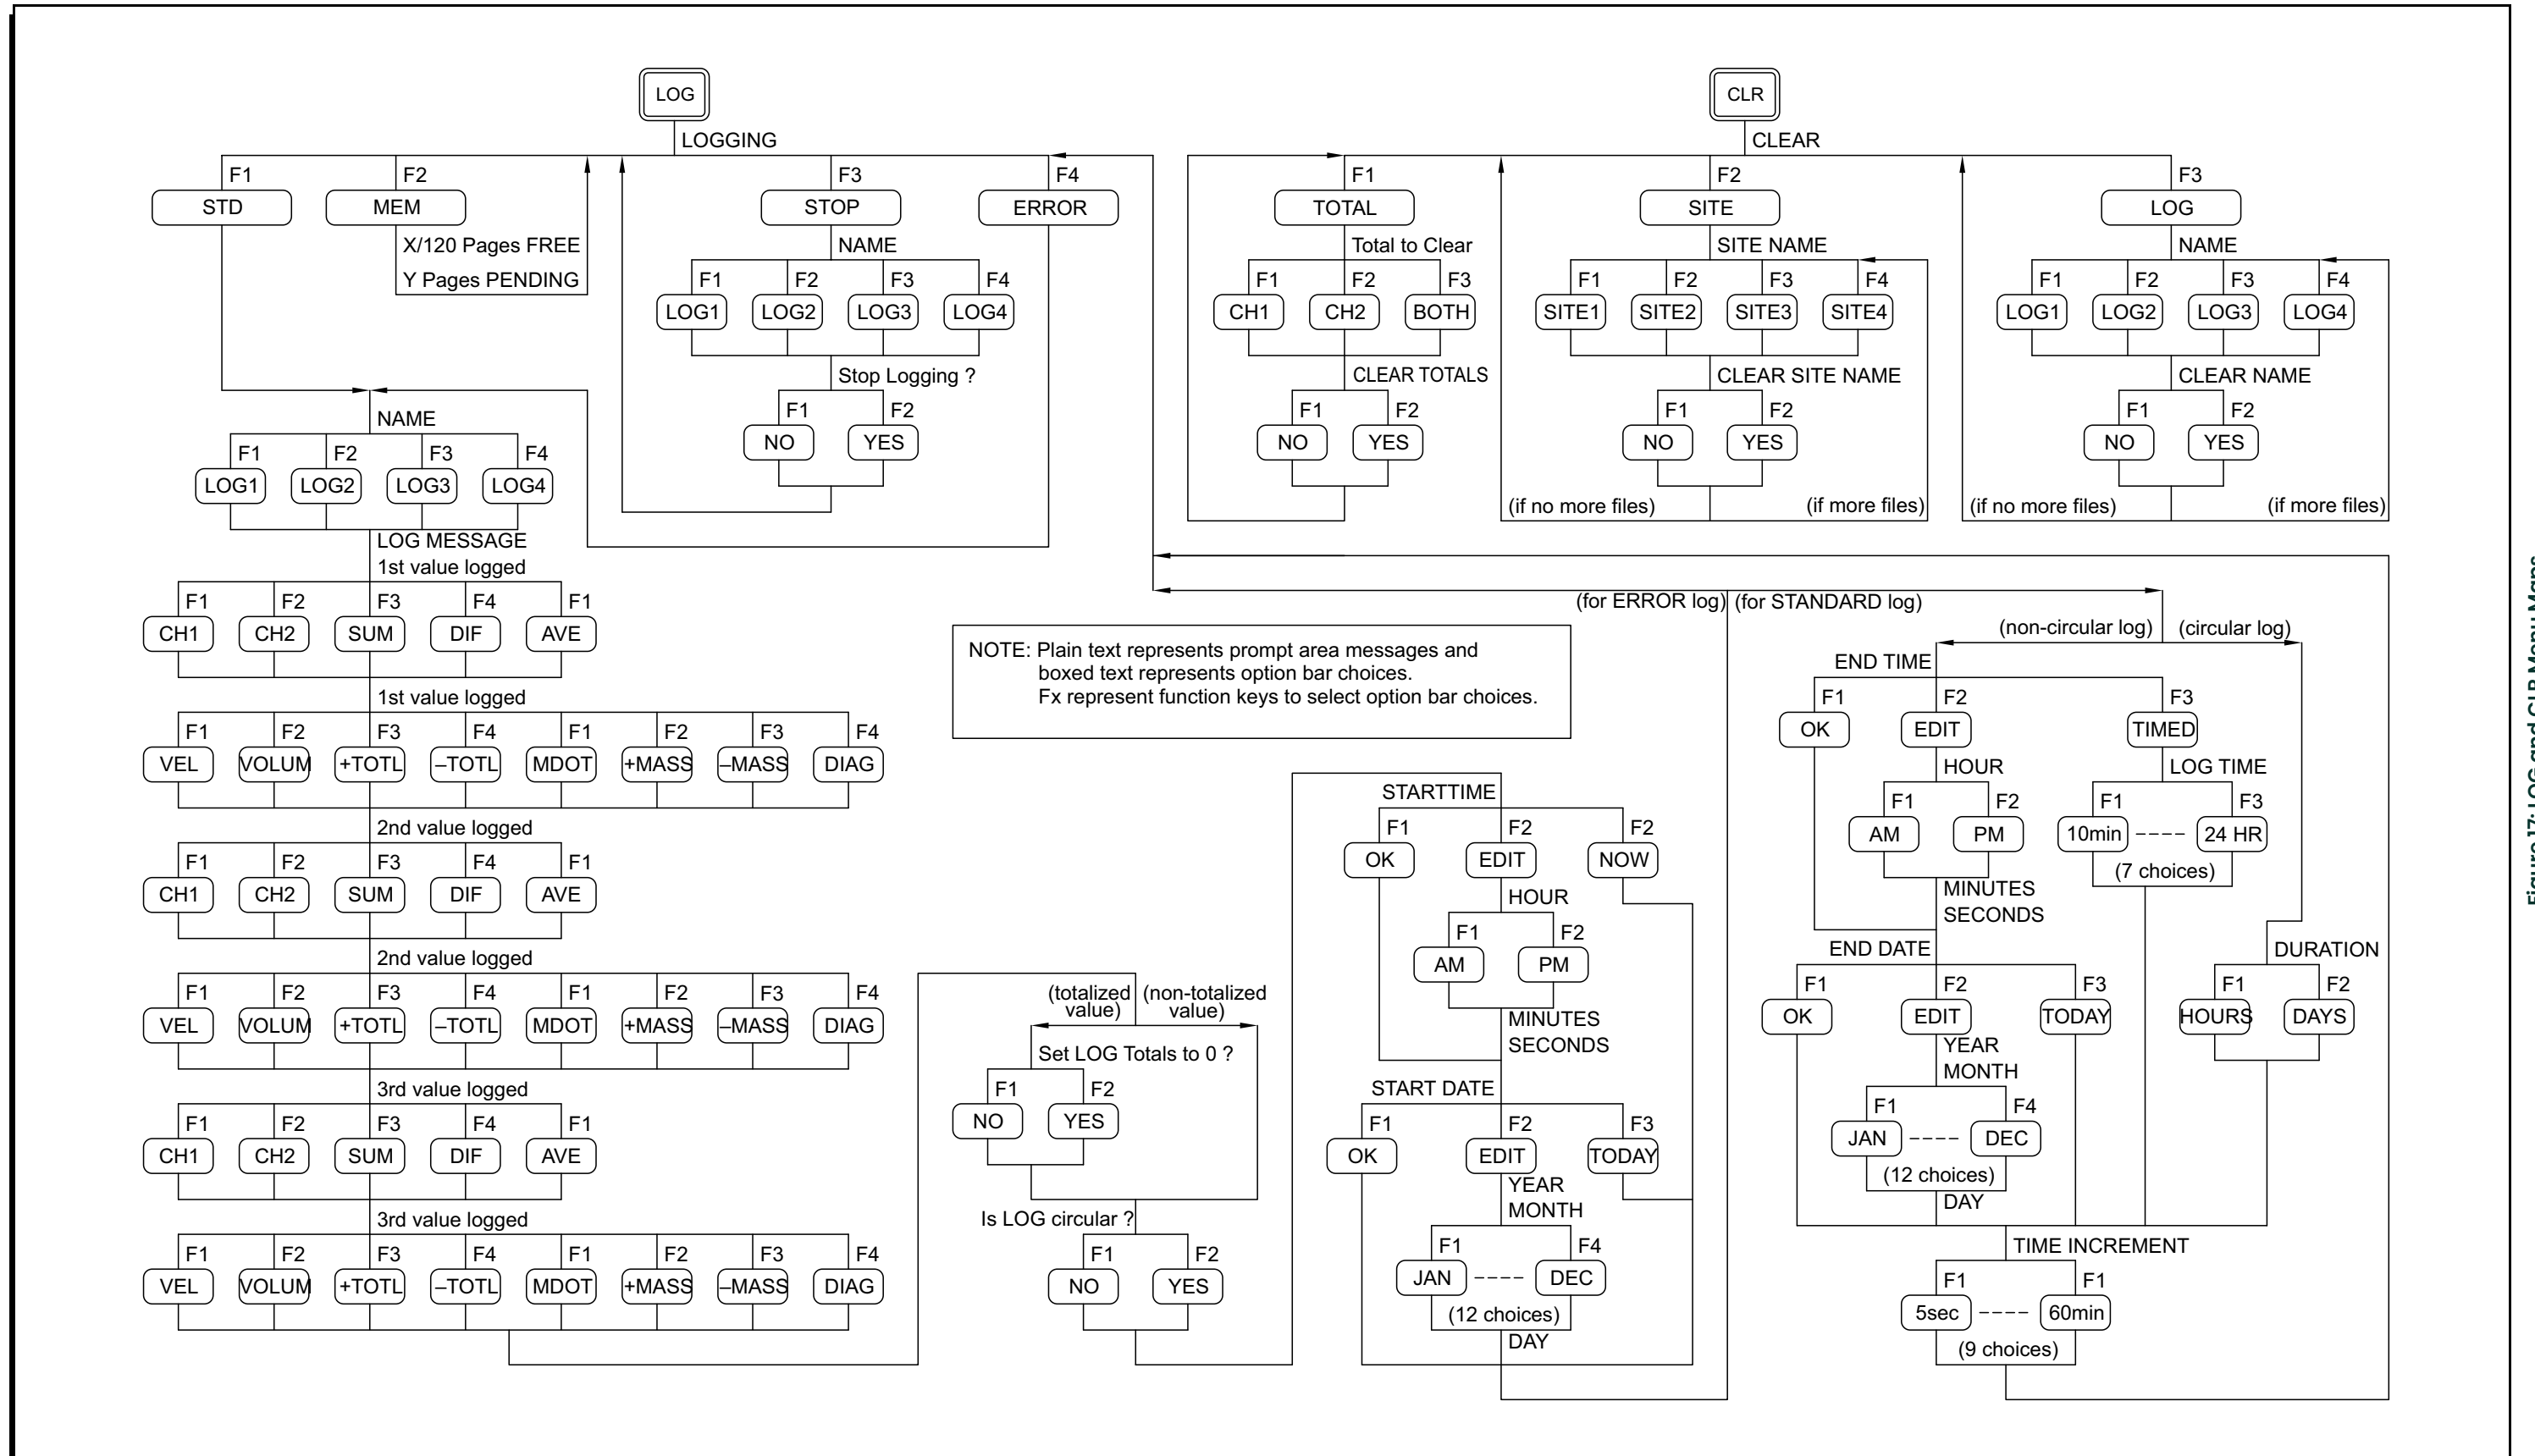 LOG
LOGGING
F1 F2 F3 F4
STD MEM STOP ERROR
X/120 Pages FREE
Y Pages PENDING
NAME
F1 F2 F3 F4
LOG1 LOG2 LOG3 LOG4
Stop Logging ?
F1 F2
NO YES
NAME
F1 F2 F3 F4
LOG1 LOG2 LOG3 LOG4
LOG MESSAGE
1st value logged
F1 F2 F3 F4 F1
CH1 CH2 SUM DIF AVE
1st value logged
F1 F2 F3 F4 F1 F2 F3 F4
VEL VOLUM +TOTL –TOTL MDOT +MASS –MASS DIAG
2nd value logged
F1 F2 F3 F4 F1
CH1 CH2 SUM DIF AVE
2nd value logged
F1 F2 F3 F4 F1 F2 F3 F4
VEL VOLUM +TOTL –TOTL MDOT +MASS –MASS DIAG
3rd value logged
F1 F2 F3 F4 F1
CH1 CH2 SUM DIF AVE
3rd value logged
F1 F2 F3 F4 F1 F2 F3 F4
VEL VOLUM +TOTL –TOTL MDOT +MASS –MASS DIAG
(totalized value) (non-totalized value)
Set LOG Totals to 0 ?
F1 F2
NO YES
Is LOG circular ?
F1 F2
NO YES
CLR
CLEAR
F1 F2 F3
TOTAL SITE LOG
Total to Clear
F1 F2 F3
CH1 CH2 BOTH
CLEAR TOTALS
F1 F2
NO YES
SITE NAME
F1 F2 F3 F4
SITE1 SITE2 SITE3 SITE4
CLEAR SITE NAME
F1 F2
NO YES
(if no more files) (if more files)
NAME
F1 F2 F3 F4
LOG1 LOG2 LOG3 LOG4
CLEAR NAME
F1 F2
NO YES
(if no more files) (if more files)
(for ERROR log) (for STANDARD log)
NOTE: Plain text represents prompt area messages and
boxed text represents option bar choices.
Fx represent function keys to select option bar choices.
STARTTIME
F1 F2 F2
OK EDIT NOW
HOUR
F1 F2
AM PM
MINUTES
SECONDS
START DATE
F1 F2 F3
OK EDIT TODAY
YEAR
MONTH
F1 F4
JAN ---- DEC
(12 choices)
DAY
(non-circular log) (circular log)
END TIME
F1 F2 F3
OK EDIT TIMED
HOUR
F1 F2
AM PM
MINUTES
SECONDS
LOG TIME
F1 F3
10min ---- 24 HR
(7 choices)
END DATE
F1 F2 F3
OK EDIT TODAY
YEAR
MONTH
F1 F4
JAN ---- DEC
(12 choices)
DAY
DURATION
F1 F2
HOURS DAYS
TIME INCREMENT
F1 F1
5sec ---- 60min
(9 choices)
Figure 17: LOG and CLR Menu Maps